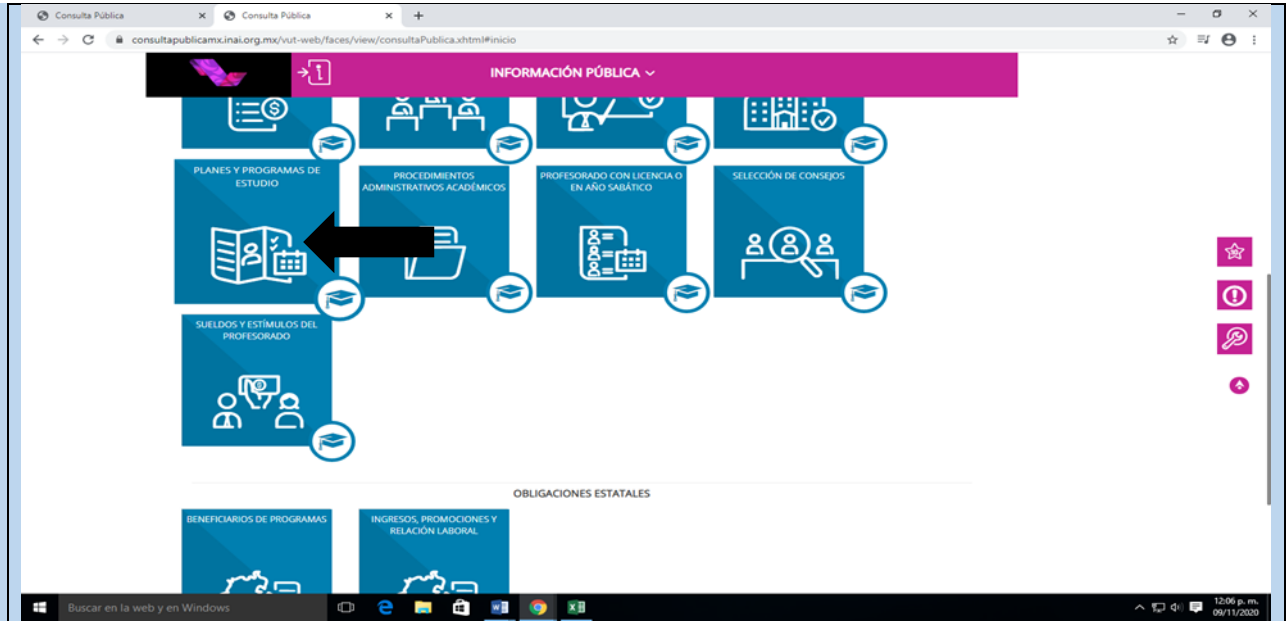 Consulta Pública
Consulta Pública
consultapublicamx.inai.org.mx/vut-web/faces/view/consultaPublica.xhtml#inicio
INFORMACIÓN PÚBLICA
PLANES Y PROGRAMAS DE
ESTUDIO
PROCEDIMIENTOS
ADMINISTRATIVOS ACADÉMICOS
PROFESORADO CON LICENCIA O
EN AÑO SABÁTICO
SELECCIÓN DE CONSEJOS
SUELDOS Y ESTÍMULOS DEL
PROFESORADO
OBLIGACIONES ESTATALES
BENEFICIARIOS DE PROGRAMAS
INGRESOS, PROMOCIONES Y
RELACIÓN LABORAL
Buscar en la web y en Windows
12:06 p. m.
09/11/2020